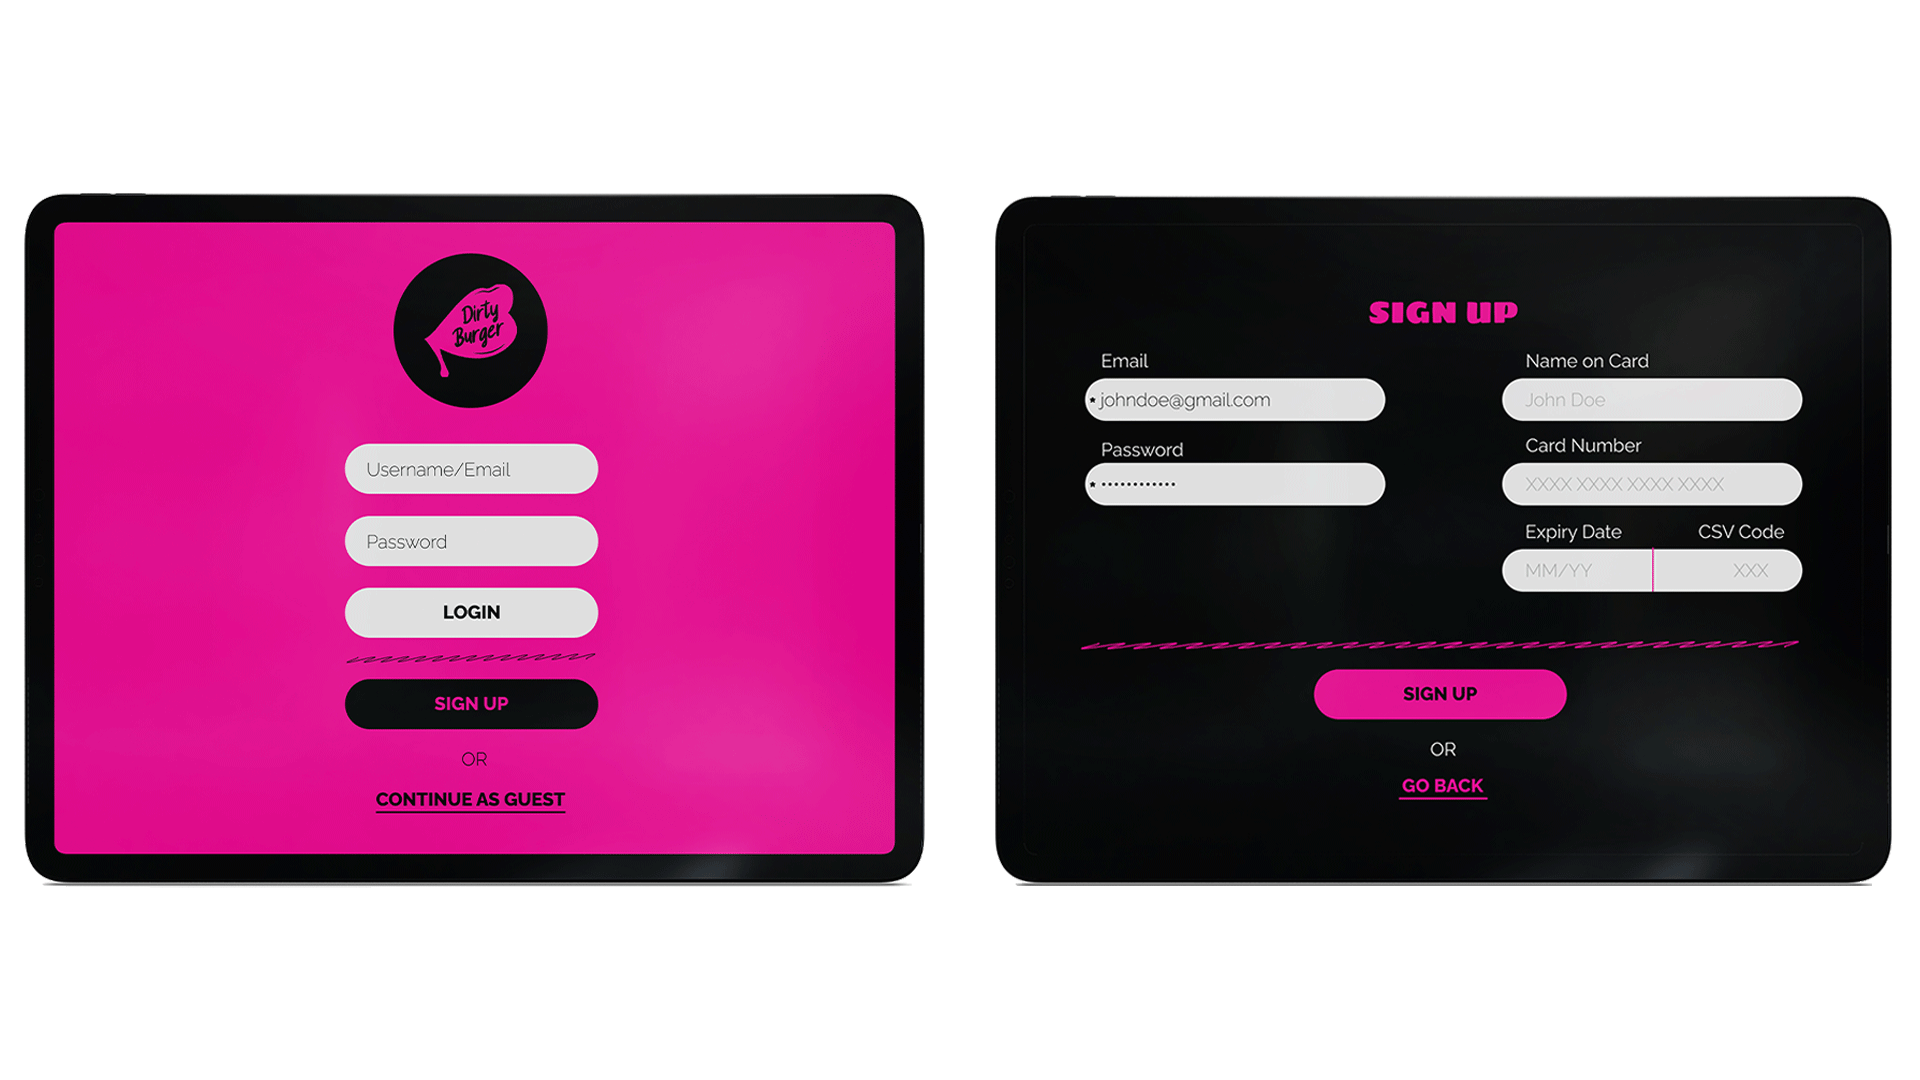 Dirty
Burger
Username/Email
Password
LOGIN
SIGN UP
OR
CONTINUE AS GUEST
SIGN UP
Email
* johndoe@gmail.com
Password
* ••••••••••••
Name on Card
John Doe
Card Number
XXXX XXXX XXXX XXXX
Expiry Date CSV Code
MM/YY XXX
SIGN UP
OR
GO BACK